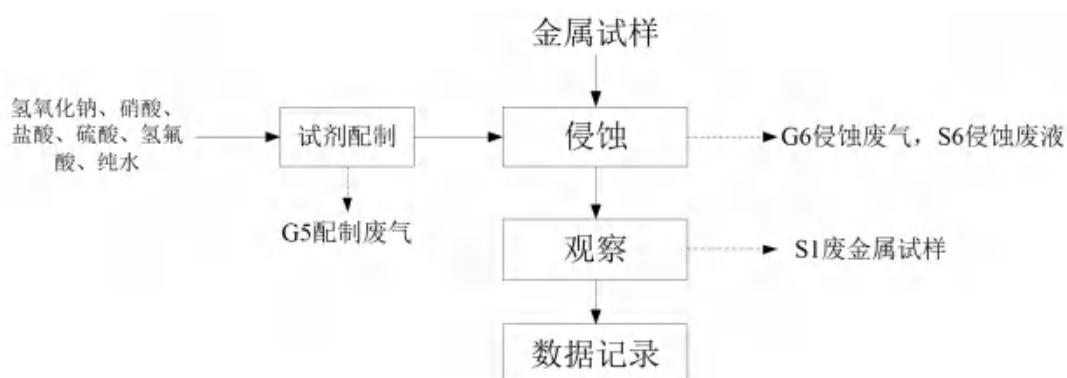 金属试样
氢氧化钠、硝酸、
盐酸、硫酸、氢氟
酸、纯水
试剂配制
侵蚀
G6侵蚀废气，S6侵蚀废液
G5配制废气
观察
S1废金属试样
数据记录